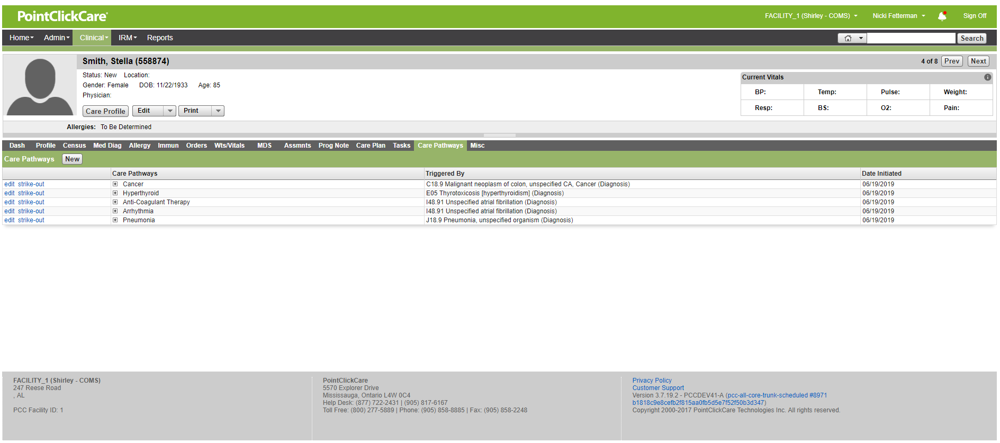 PointClickCare®
FACILITY_1 (Shirley - COMS) Nicki Fetterman Sign Off
Home Admin Clinical IRM Reports Search
Smith, Stella (558874) 4 of 8 Prev Next
Status: New Location:
Gender: Female DOB: 11/22/1933 Age: 85
Physician:
Care Profile Edit Print
Current Vitals
BP: Temp: Pulse: Weight:
Resp: BS: O2: Pain:
Allergies: To Be Determined
Dash Profile Census Med Diag Allergy Immun Orders Wts/Vitals MDS Assmnts Prog Note Care Plan Tasks Care Pathways Misc
Care Pathways New
Care Pathways Triggered By Date Initiated
edit strike-out Cancer C18.9 Malignant neoplasm of colon, unspecified CA, Cancer (Diagnosis) 06/19/2019
edit strike-out Hyperthyroid E05 Thyrotoxicosis [hyperthyroidism] (Diagnosis) 06/19/2019
edit strike-out Anti-Coagulant Therapy I48.91 Unspecified atrial fibrillation (Diagnosis) 06/19/2019
edit strike-out Arrhythmia I48.91 Unspecified atrial fibrillation (Diagnosis) 06/19/2019
edit strike-out Pneumonia J18.9 Pneumonia, unspecified organism (Diagnosis) 06/19/2019
FACILITY_1 (Shirley - COMS)
247 Reese Road
, AL
PCC Facility ID: 1
PointClickCare
5570 Explorer Drive
Mississauga, Ontario L4W 0C4
Help Desk: (877) 722-2431 | (905) 817-6167
Toll Free: (800) 277-5889 | Phone: (905) 858-8885 | Fax: (905) 858-2248
Privacy Policy
Customer Support
Version 3.7.19.2 - PCCDEV41-A (pcc-all-core-trunk-scheduled #8971
b1818c9e8cefb2f815aa0fb5d5e7f52f50b3d347)
Copyright 2000-2017 PointClickCare Technologies Inc. All rights reserved.